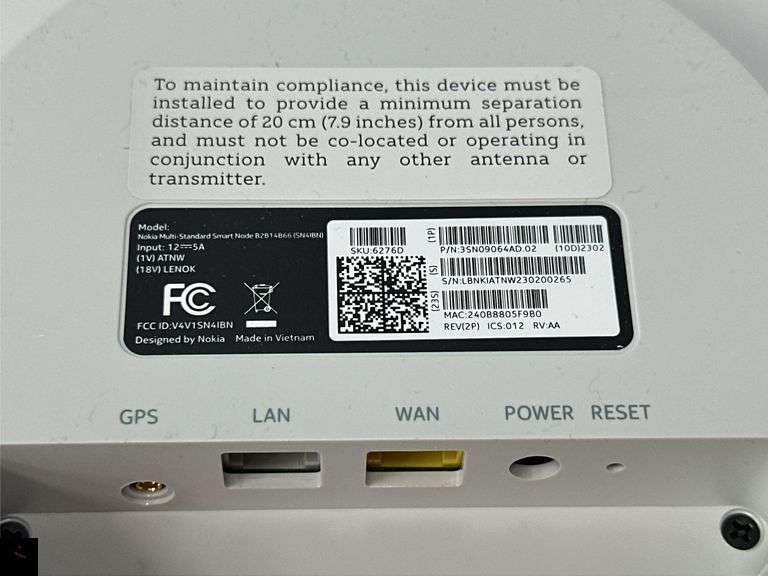 To maintain compliance, this device must be
installed to provide a minimum separation
distance of 20 cm (7.9 inches) from all persons,
and must not be co-located or operating in
conjunction with any other antenna or
transmitter.
Model:
Nokia Multi-Standard Smart Node B2B14B66 (SN4IBN)
Input: 12⎓5A
(1V) ATNW
(18V) LENOK
FC
FCC ID:V4V1SN4IBN
Designed by Nokia Made in Vietnam
SKU:6276D
(1P)
P/N:3SN09064AD.02 (10D)2302
(S)
S/N:LBNKIATNW230200265
(23S)
MAC:240B8805F9B0
REV(2P) ICS:012 RV:AA
GPS LAN WAN POWER RESET